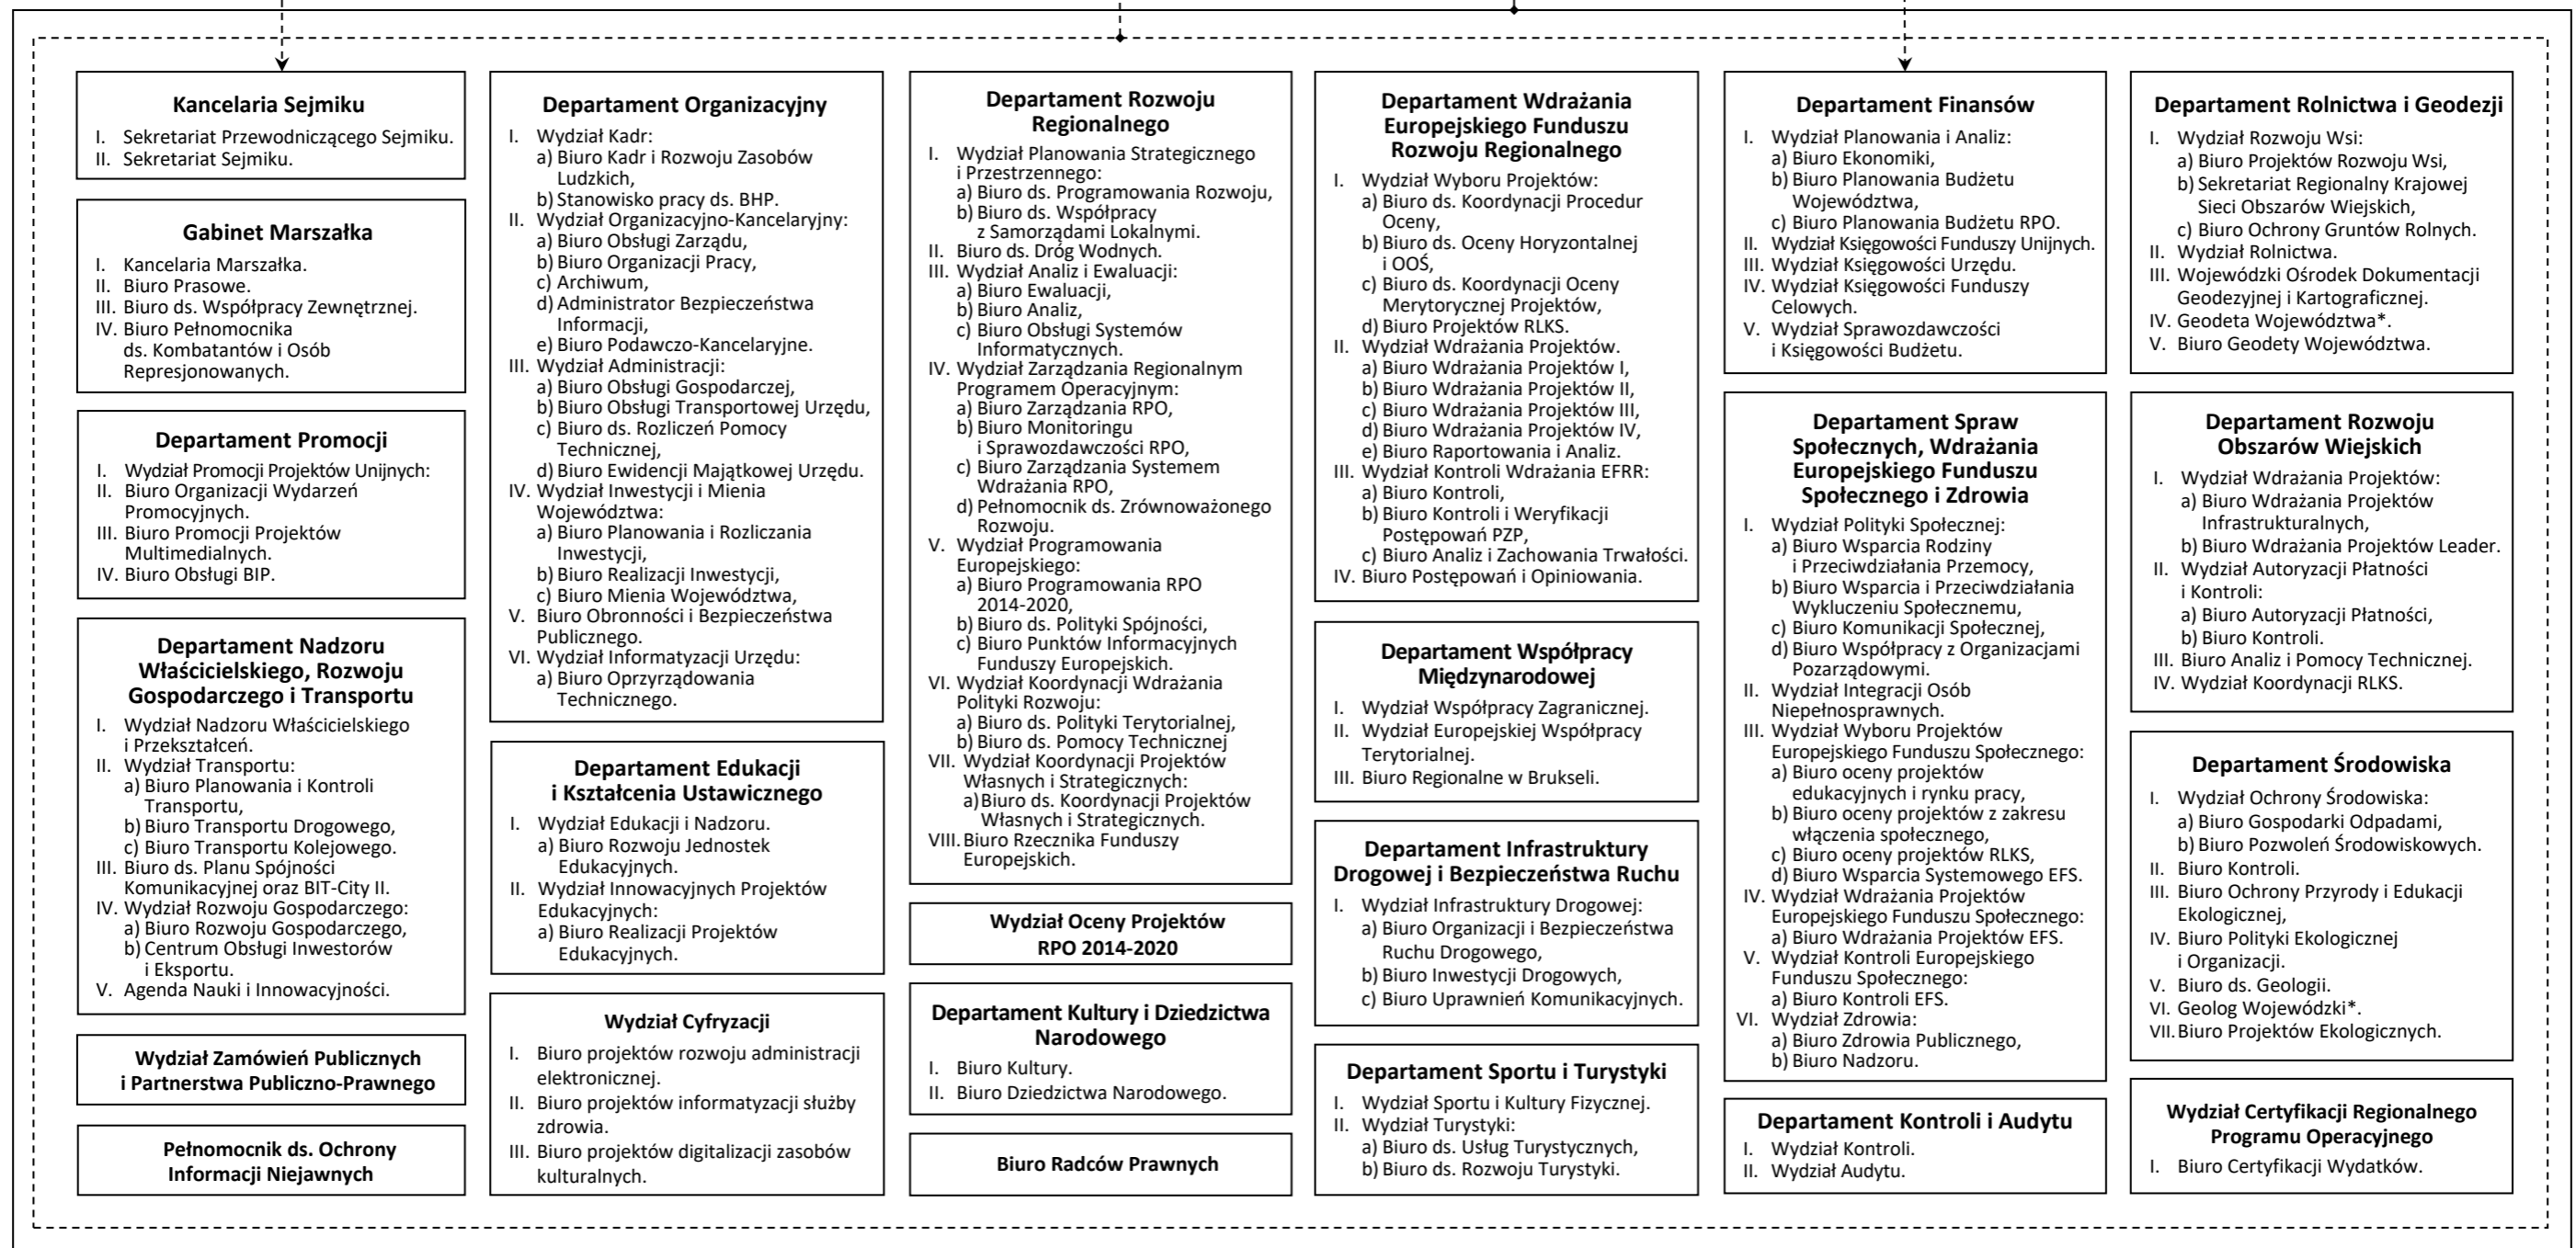 Kancelaria Sejmiku
I. Sekretariat Przewodniczącego Sejmiku.
II. Sekretariat Sejmiku.
Gabinet Marszałka
I. Kancelaria Marszałka.
II. Biuro Prasowe.
III. Biuro ds. Współpracy Zewnętrznej.
IV. Biuro Pełnomocnika
ds. Kombatantów i Osób
Represjonowanych.
Departament Promocji
I. Wydział Promocji Projektów Unijnych:
II. Biuro Organizacji Wydarzeń
Promocyjnych.
III. Biuro Promocji Projektów
Multimedialnych.
IV. Biuro Obsługi BIP.
Departament Nadzoru
Właścicielskiego, Rozwoju
Gospodarczego i Transportu
I. Wydział Nadzoru Właścicielskiego
i Przekształceń.
II. Wydział Transportu:
a) Biuro Planowania i Kontroli
Transportu,
b) Biuro Transportu Drogowego,
c) Biuro Transportu Kolejowego.
III. Biuro ds. Planu Spójności
Komunikacyjnej oraz BIT-City II.
IV. Wydział Rozwoju Gospodarczego:
a) Biuro Rozwoju Gospodarczego,
b) Centrum Obsługi Inwestorów
i Eksportu.
V. Agenda Nauki i Innowacyjności.
Wydział Zamówień Publicznych
i Partnerstwa Publiczno-Prawnego
Pełnomocnik ds. Ochrony
Informacji Niejawnych
Departament Organizacyjny
I. Wydział Kadr:
a) Biuro Kadr i Rozwoju Zasobów
Ludzkich,
b) Stanowisko pracy ds. BHP.
II. Wydział Organizacyjno-Kancelaryjny:
a) Biuro Obsługi Zarządu,
b) Biuro Organizacji Pracy,
c) Archiwum,
d) Administrator Bezpieczeństwa
Informacji,
e) Biuro Podawczo-Kancelaryjne.
III. Wydział Administracji:
a) Biuro Obsługi Gospodarczej,
b) Biuro Obsługi Transportowej Urzędu,
c) Biuro ds. Rozliczeń Pomocy
Technicznej,
d) Biuro Ewidencji Majątkowej Urzędu.
IV. Wydział Inwestycji i Mienia
Województwa:
a) Biuro Planowania i Rozliczania
Inwestycji,
b) Biuro Realizacji Inwestycji,
c) Biuro Mienia Województwa,
V. Biuro Obronności i Bezpieczeństwa
Publicznego.
VI. Wydział Informatyzacji Urzędu:
a) Biuro Oprzyrządowania
Technicznego.
Departament Edukacji
i Kształcenia Ustawicznego
I. Wydział Edukacji i Nadzoru.
a) Biuro Rozwoju Jednostek
Edukacyjnych.
II. Wydział Innowacyjnych Projektów
Edukacyjnych:
a) Biuro Realizacji Projektów
Edukacyjnych.
Wydział Cyfryzacji
I. Biuro projektów rozwoju administracji
elektronicznej.
II. Biuro projektów informatyzacji służby
zdrowia.
III. Biuro projektów digitalizacji zasobów
kulturalnych.
Departament Rozwoju
Regionalnego
I. Wydział Planowania Strategicznego
i Przestrzennego:
a) Biuro ds. Programowania Rozwoju,
b) Biuro ds. Współpracy
z Samorządami Lokalnymi.
II. Biuro ds. Dróg Wodnych.
III. Wydział Analiz i Ewaluacji:
a) Biuro Ewaluacji,
b) Biuro Analiz,
c) Biuro Obsługi Systemów
Informatycznych.
IV. Wydział Zarządzania Regionalnym
Programem Operacyjnym:
a) Biuro Zarządzania RPO,
b) Biuro Monitoringu
i Sprawozdawczości RPO,
c) Biuro Zarządzania Systemem
Wdrażania RPO,
d) Pełnomocnik ds. Zrównoważonego
Rozwoju.
V. Wydział Programowania
Europejskiego:
a) Biuro Programowania RPO
2014-2020,
b) Biuro ds. Polityki Spójności,
c) Biuro Punktów Informacyjnych
Funduszy Europejskich.
VI. Wydział Koordynacji Wdrażania
Polityki Rozwoju:
a) Biuro ds. Polityki Terytorialnej,
b) Biuro ds. Pomocy Technicznej
VII. Wydział Koordynacji Projektów
Własnych i Strategicznych:
a) Biuro ds. Koordynacji Projektów
Własnych i Strategicznych.
VIII. Biuro Rzecznika Funduszy
Europejskich.
Wydział Oceny Projektów
RPO 2014-2020
Departament Kultury i Dziedzictwa
Narodowego
I. Biuro Kultury.
II. Biuro Dziedzictwa Narodowego.
Biuro Radców Prawnych
Departament Wdrażania
Europejskiego Funduszu
Rozwoju Regionalnego
I. Wydział Wyboru Projektów:
a) Biuro ds. Koordynacji Procedur
Oceny,
b) Biuro ds. Oceny Horyzontalnej
i OOŚ,
c) Biuro ds. Koordynacji Oceny
Merytorycznej Projektów,
d) Biuro Projektów RLKS.
II. Wydział Wdrażania Projektów.
a) Biuro Wdrażania Projektów I,
b) Biuro Wdrażania Projektów II,
c) Biuro Wdrażania Projektów III,
d) Biuro Wdrażania Projektów IV,
e) Biuro Raportowania i Analiz.
III. Wydział Kontroli Wdrażania EFRR:
a) Biuro Kontroli,
b) Biuro Kontroli i Weryfikacji
Postępowań PZP,
c) Biuro Analiz i Zachowania Trwałości.
IV. Biuro Postępowań i Opiniowania.
Departament Współpracy
Międzynarodowej
I. Wydział Współpracy Zagranicznej.
II. Wydział Europejskiej Współpracy
Terytorialnej.
III. Biuro Regionalne w Brukseli.
Departament Infrastruktury
Drogowej i Bezpieczeństwa Ruchu
I. Wydział Infrastruktury Drogowej:
a) Biuro Organizacji i Bezpieczeństwa
Ruchu Drogowego,
b) Biuro Inwestycji Drogowych,
c) Biuro Uprawnień Komunikacyjnych.
Departament Sportu i Turystyki
I. Wydział Sportu i Kultury Fizycznej.
II. Wydział Turystyki:
a) Biuro ds. Usług Turystycznych,
b) Biuro ds. Rozwoju Turystyki.
Departament Finansów
I. Wydział Planowania i Analiz:
a) Biuro Ekonomiki,
b) Biuro Planowania Budżetu
Województwa,
c) Biuro Planowania Budżetu RPO.
II. Wydział Księgowości Funduszy Unijnych.
III. Wydział Księgowości Urzędu.
IV. Wydział Księgowości Funduszy
Celowych.
V. Wydział Sprawozdawczości
i Księgowości Budżetu.
Departament Spraw
Społecznych, Wdrażania
Europejskiego Funduszu
Społecznego i Zdrowia
I. Wydział Polityki Społecznej:
a) Biuro Wsparcia Rodziny
i Przeciwdziałania Przemocy,
b) Biuro Wsparcia i Przeciwdziałania
Wykluczeniu Społecznemu,
c) Biuro Komunikacji Społecznej,
d) Biuro Współpracy z Organizacjami
Pozarządowymi.
II. Wydział Integracji Osób
Niepełnosprawnych.
III. Wydział Wyboru Projektów
Europejskiego Funduszu Społecznego:
a) Biuro oceny projektów
edukacyjnych i rynku pracy,
b) Biuro oceny projektów z zakresu
włączenia społecznego,
c) Biuro oceny projektów RLKS,
d) Biuro Wsparcia Systemowego EFS.
IV. Wydział Wdrażania Projektów
Europejskiego Funduszu Społecznego:
a) Biuro Wdrażania Projektów EFS.
V. Wydział Kontroli Europejskiego
Funduszu Społecznego:
a) Biuro Kontroli EFS.
VI. Wydział Zdrowia:
a) Biuro Zdrowia Publicznego,
b) Biuro Nadzoru.
Departament Kontroli i Audytu
I. Wydział Kontroli.
II. Wydział Audytu.
Departament Rolnictwa i Geodezji
I. Wydział Rozwoju Wsi:
a) Biuro Projektów Rozwoju Wsi,
b) Sekretariat Regionalny Krajowej
Sieci Obszarów Wiejskich,
c) Biuro Ochrony Gruntów Rolnych.
II. Wydział Rolnictwa.
III. Wojewódzki Ośrodek Dokumentacji
Geodezyjnej i Kartograficznej.
IV. Geodeta Województwa*.
V. Biuro Geodety Województwa.
Departament Rozwoju
Obszarów Wiejskich
I. Wydział Wdrażania Projektów:
a) Biuro Wdrażania Projektów
Infrastrukturalnych,
b) Biuro Wdrażania Projektów Leader.
II. Wydział Autoryzacji Płatności
i Kontroli:
a) Biuro Autoryzacji Płatności,
b) Biuro Kontroli.
III. Biuro Analiz i Pomocy Technicznej.
IV. Wydział Koordynacji RLKS.
Departament Środowiska
I. Wydział Ochrony Środowiska:
a) Biuro Gospodarki Odpadami,
b) Biuro Pozwoleń Środowiskowych.
II. Biuro Kontroli.
III. Biuro Ochrony Przyrody i Edukacji
Ekologicznej,
IV. Biuro Polityki Ekologicznej
i Organizacji.
V. Biuro ds. Geologii.
VI. Geolog Wojewódzki*.
VII. Biuro Projektów Ekologicznych.
Wydział Certyfikacji Regionalnego
Programu Operacyjnego
I. Biuro Certyfikacji Wydatków.